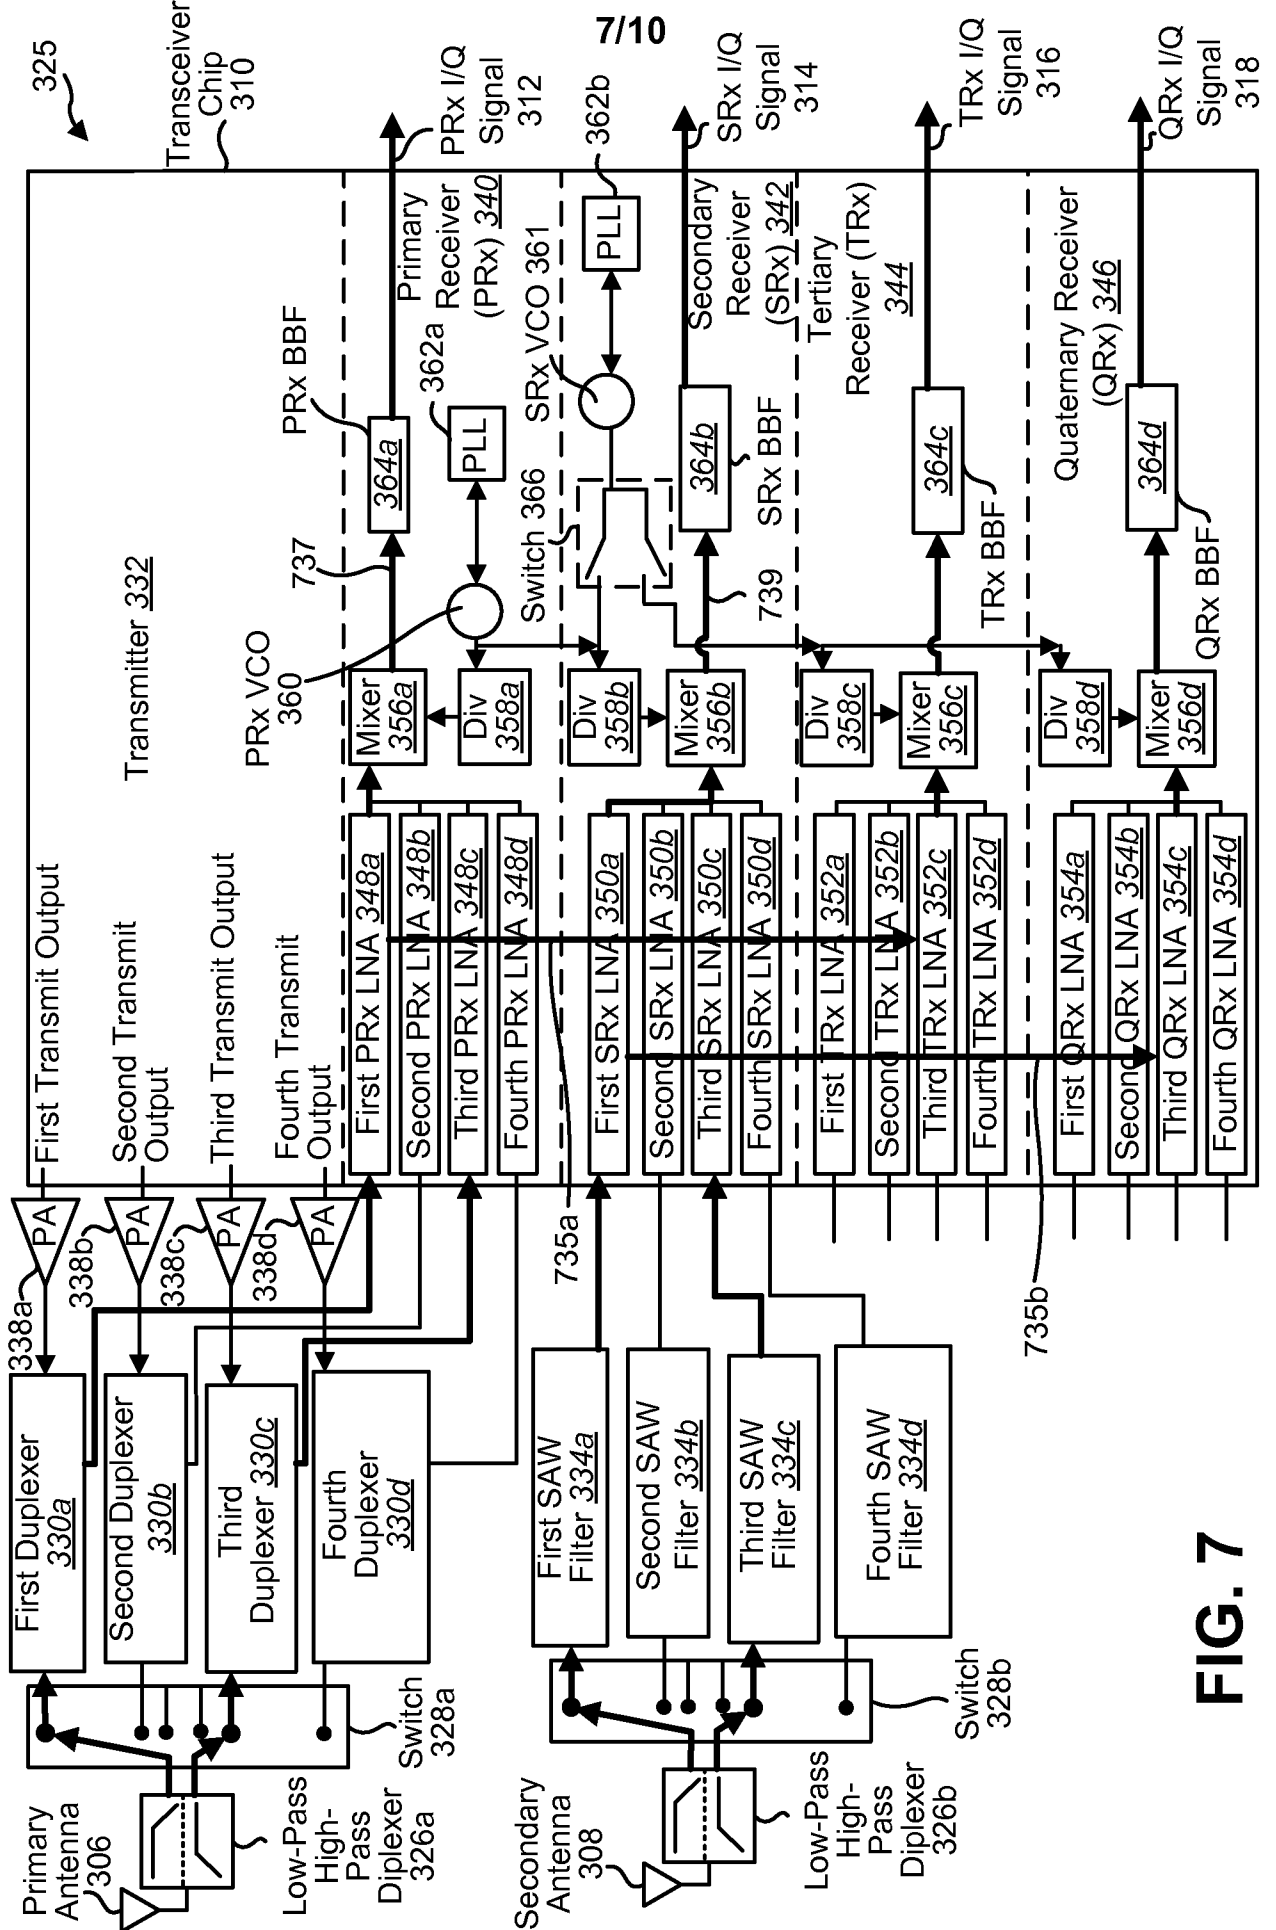 7/10
325
Transceiver
Chip
310
PRx I/Q
Signal
312
362b
SRx I/Q
Signal
314
TRx I/Q
Signal
316
QRx I/Q
Signal
318
Transmitter 332
Primary
Receiver
(PRx) 340
PLL
SRx VCO 361
Secondary
Receiver
(SRx) 342
Tertiary
Receiver (TRx)
344
Quaternary Receiver
(QRx) 346
PRx BBF
364a
362a
PLL
Switch 366
364b
SRx BBF
364c
TRx BBF
364d
QRx BBF
737
739
PRx VCO
360
Mixer
356a
Div
358a
Div
358b
Mixer
356b
Div
358c
Mixer
356c
Div
358d
Mixer
356d
First PRx LNA 348a
Second PRx LNA 348b
Third PRx LNA 348c
Fourth PRx LNA 348d
First SRx LNA 350a
Second SRx LNA 350b
Third SRx LNA 350c
Fourth SRx LNA 350d
First TRx LNA 352a
Second TRx LNA 352b
Third TRx LNA 352c
Fourth TRx LNA 352d
First QRx LNA 354a
Second QRx LNA 354b
Third QRx LNA 354c
Fourth QRx LNA 354d
First Transmit Output
Second Transmit
Output
Third Transmit Output
Fourth Transmit
Output
PA
PA
PA
PA
338a
338b
338c
338d
735a
735b
First Duplexer
330a
Second Duplexer
330b
Third
Duplexer 330c
Fourth
Duplexer
330d
First SAW
Filter 334a
Second SAW
Filter 334b
Third SAW
Filter 334c
Fourth SAW
Filter 334d
Switch
328a
Switch
328b
Primary
Antenna
306
Low-Pass
High-
Pass
Diplexer
326a
Secondary
Antenna
308
Low-Pass
High-
Pass
Diplexer
326b
FIG. 7